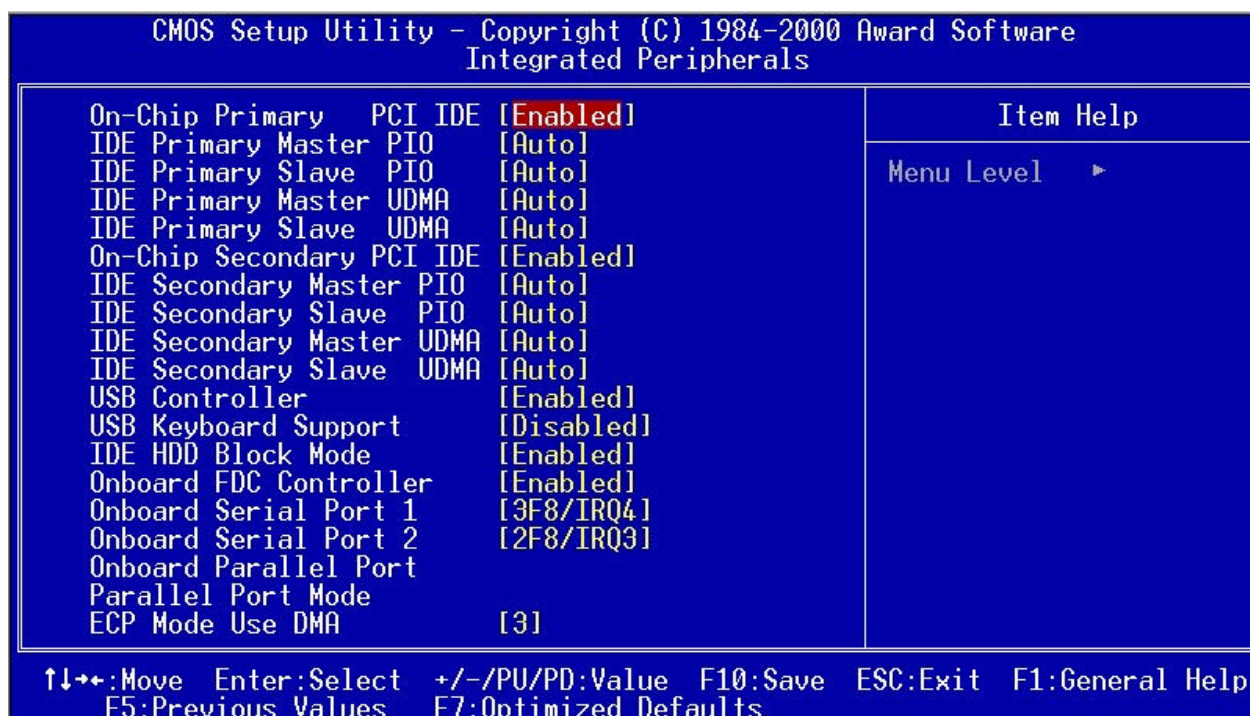 CMOS Setup Utility - Copyright (C) 1984-2000 Award Software
Integrated Peripherals
On-Chip Primary PCI IDE [Enabled]
IDE Primary Master PIO [Auto]
IDE Primary Slave PIO [Auto]
IDE Primary Master UDMA [Auto]
IDE Primary Slave UDMA [Auto]
On-Chip Secondary PCI IDE [Enabled]
IDE Secondary Master PIO [Auto]
IDE Secondary Slave PIO [Auto]
IDE Secondary Master UDMA [Auto]
IDE Secondary Slave UDMA [Auto]
USB Controller [Enabled]
USB Keyboard Support [Disabled]
IDE HDD Block Mode [Enabled]
Onboard FDC Controller [Enabled]
Onboard Serial Port 1 [3F8/IRQ4]
Onboard Serial Port 2 [2F8/IRQ3]
Onboard Parallel Port
Parallel Port Mode
ECP Mode Use DMA [3]
Item Help
Menu Level ►
↑↓→←:Move Enter:Select +/-/PU/PD:Value F10:Save ESC:Exit F1:General Help
F5:Previous Values F7:Optimized Defaults